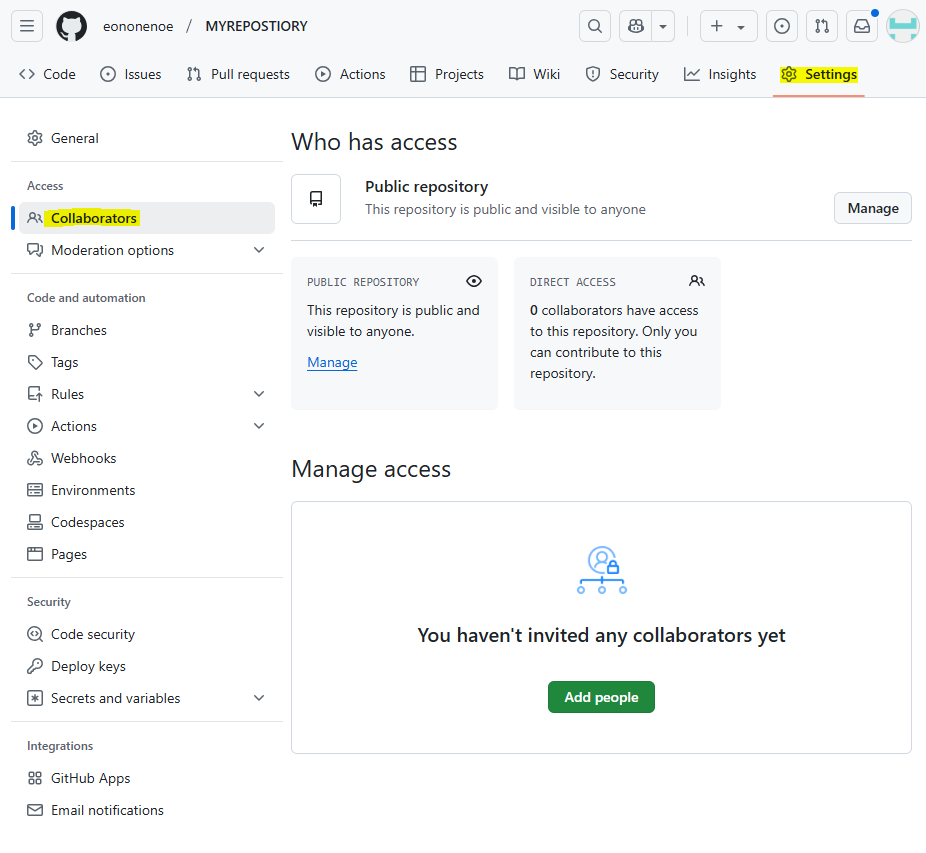 eononenoe / MYREPOSTIORY
Code Issues Pull requests Actions Projects Wiki Security Insights Settings
General
Access
Collaborators
Moderation options
Code and automation
Branches
Tags
Rules
Actions
Webhooks
Environments
Codespaces
Pages
Security
Code security
Deploy keys
Secrets and variables
Integrations
GitHub Apps
Email notifications
Who has access
Public repository
This repository is public and visible to anyone
Manage
PUBLIC REPOSITORY
This repository is public and
visible to anyone.
Manage
DIRECT ACCESS
0 collaborators have access
to this repository. Only you
can contribute to this
repository.
Manage access
You haven't invited any collaborators yet
Add people